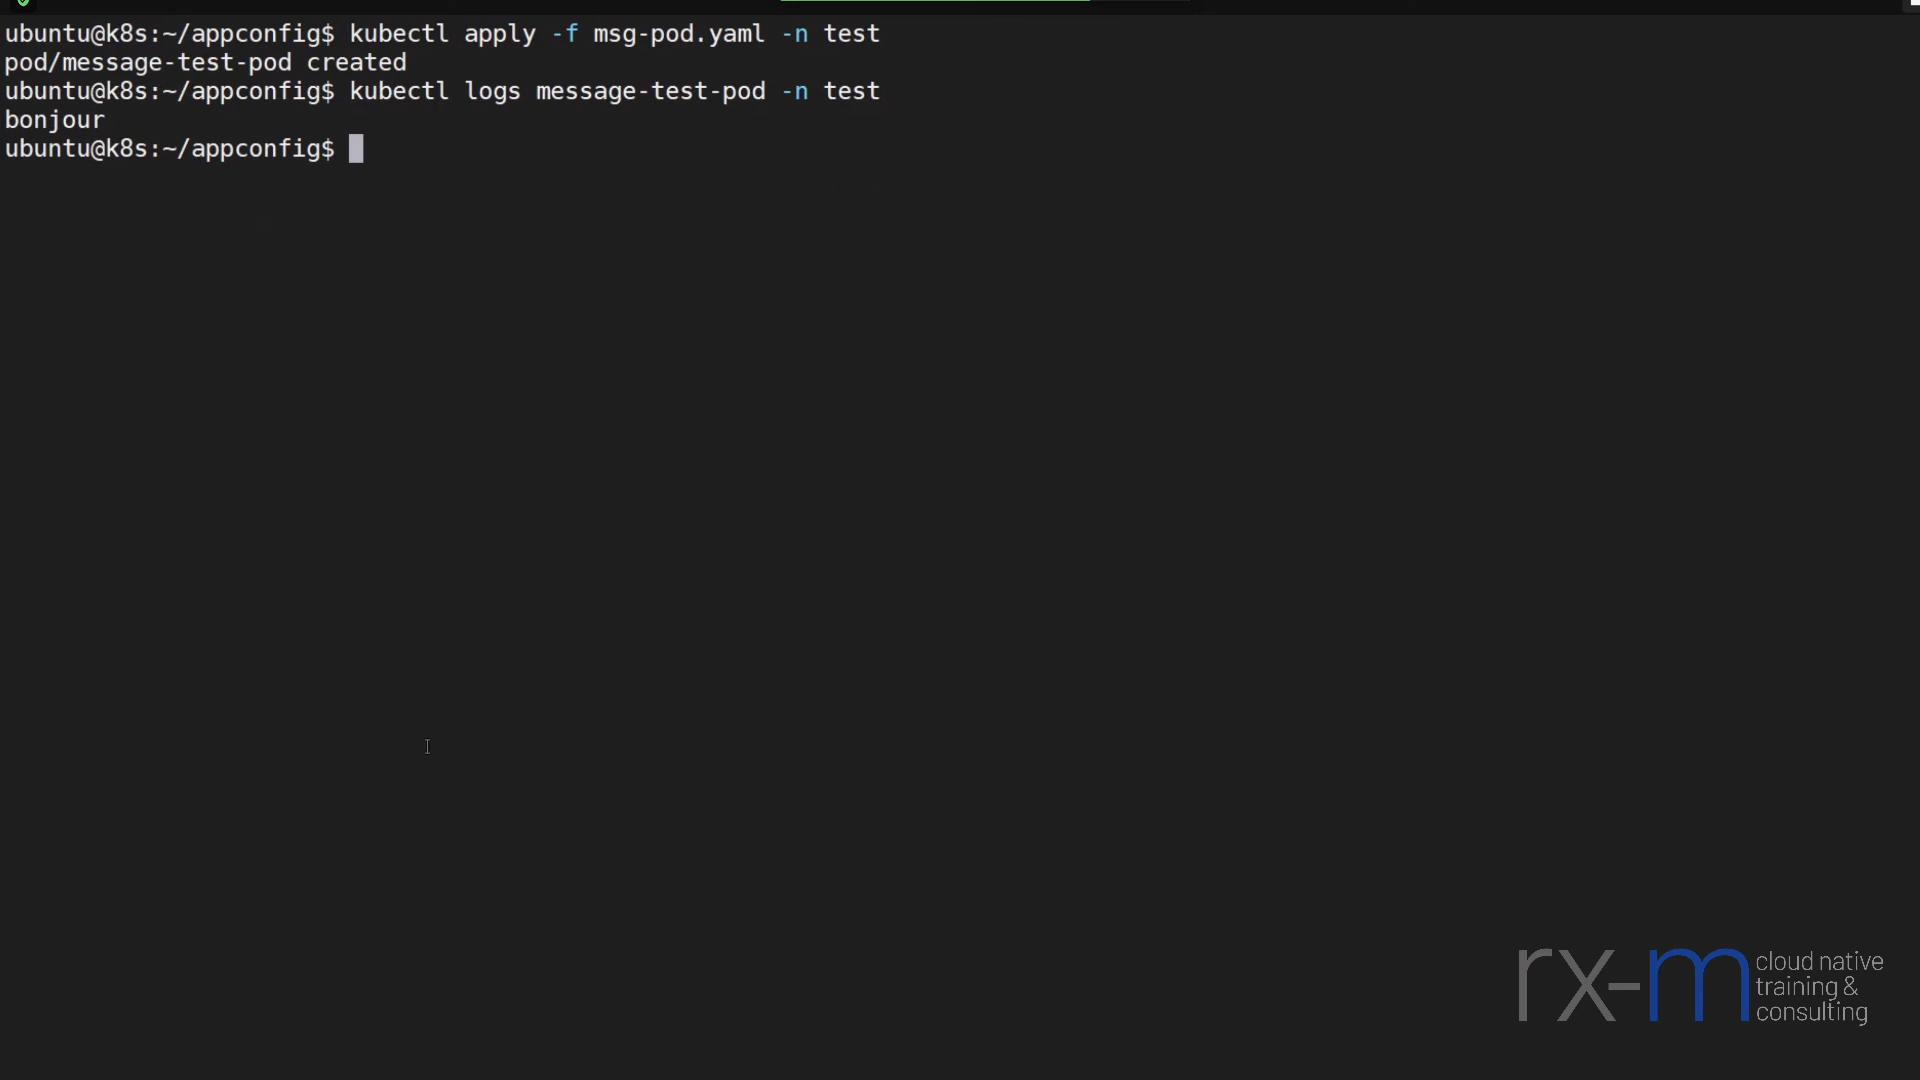 ubuntu@k8s:~/appconfig$ kubectl apply -f msg-pod.yaml -n test
pod/message-test-pod created
ubuntu@k8s:~/appconfig$ kubectl logs message-test-pod -n test
bonjour
ubuntu@k8s:~/appconfig$
rx-m
cloud native
training &
consulting